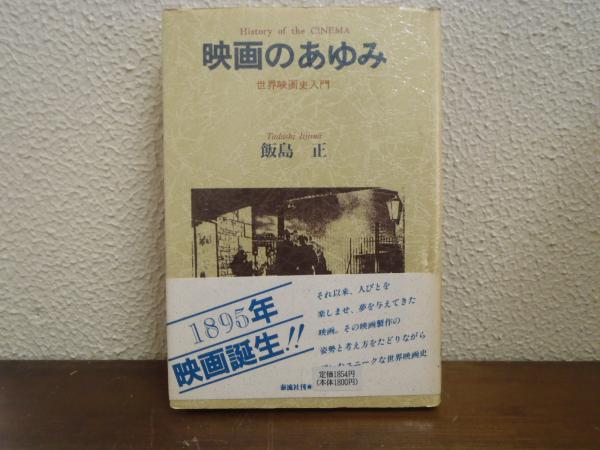 History of the CINEMA
映画のあゆみ
世界映画史入門
Tadashi Iijima
飯島 正
1895年
映画誕生!!
それ以来、人びとを
楽しませ、夢を与えてきた
映画。その映画製作の
姿勢と考え方をたどりながら
ユニークな世界映画史
定価1854円
(本体1800円)
泰流社刊